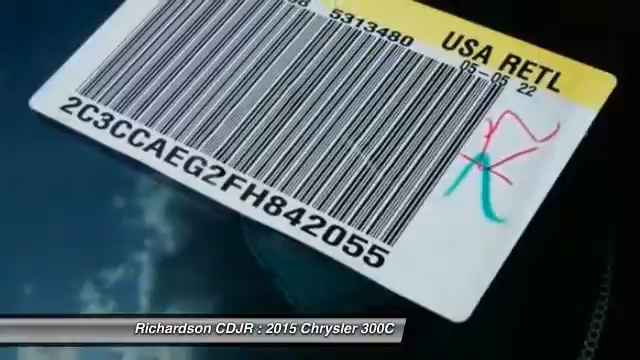 5313480
USA RETL
05-05 22
2C3CCAEG2FH842055
Richardson CDJR : 2015 Chrysler 300C